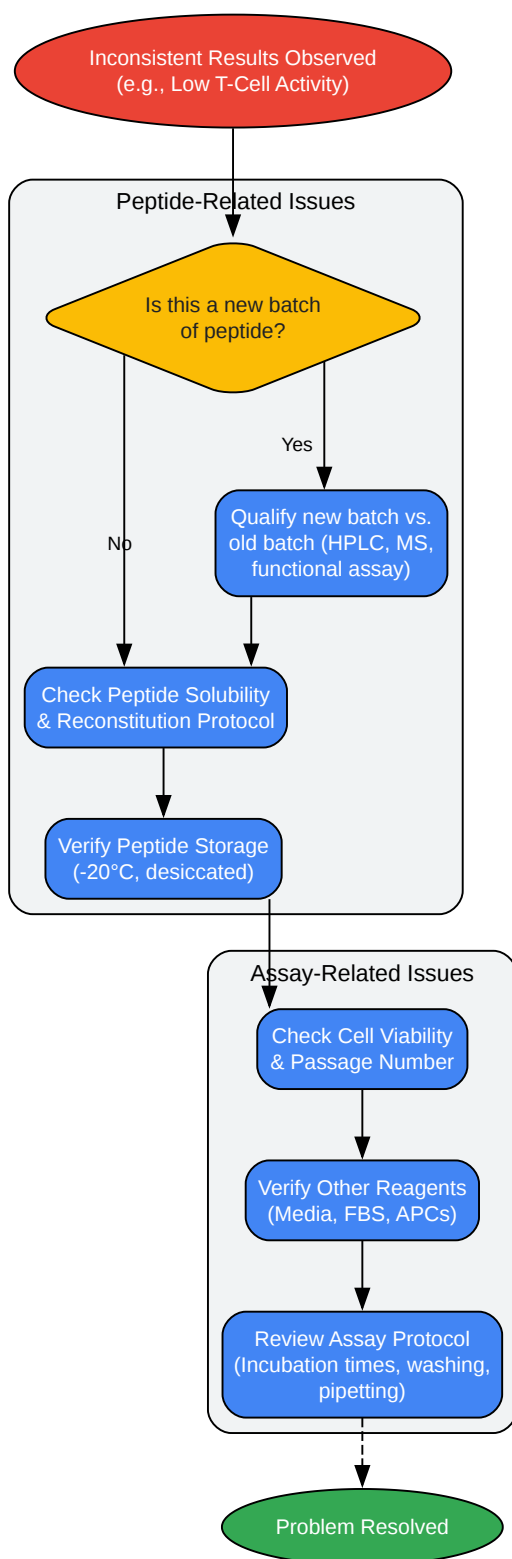 Inconsistent Results Observed
(e.g., Low T-Cell Activity)
Peptide-Related Issues
Is this a new batch
of peptide?
Yes
Qualify new batch vs.
old batch (HPLC, MS,
functional assay)
No
Check Peptide Solubility
& Reconstitution Protocol
Verify Peptide Storage
(-20°C, desiccated)
Assay-Related Issues
Check Cell Viability
& Passage Number
Verify Other Reagents
(Media, FBS, APCs)
Review Assay Protocol
(Incubation times, washing,
pipetting)
Problem Resolved